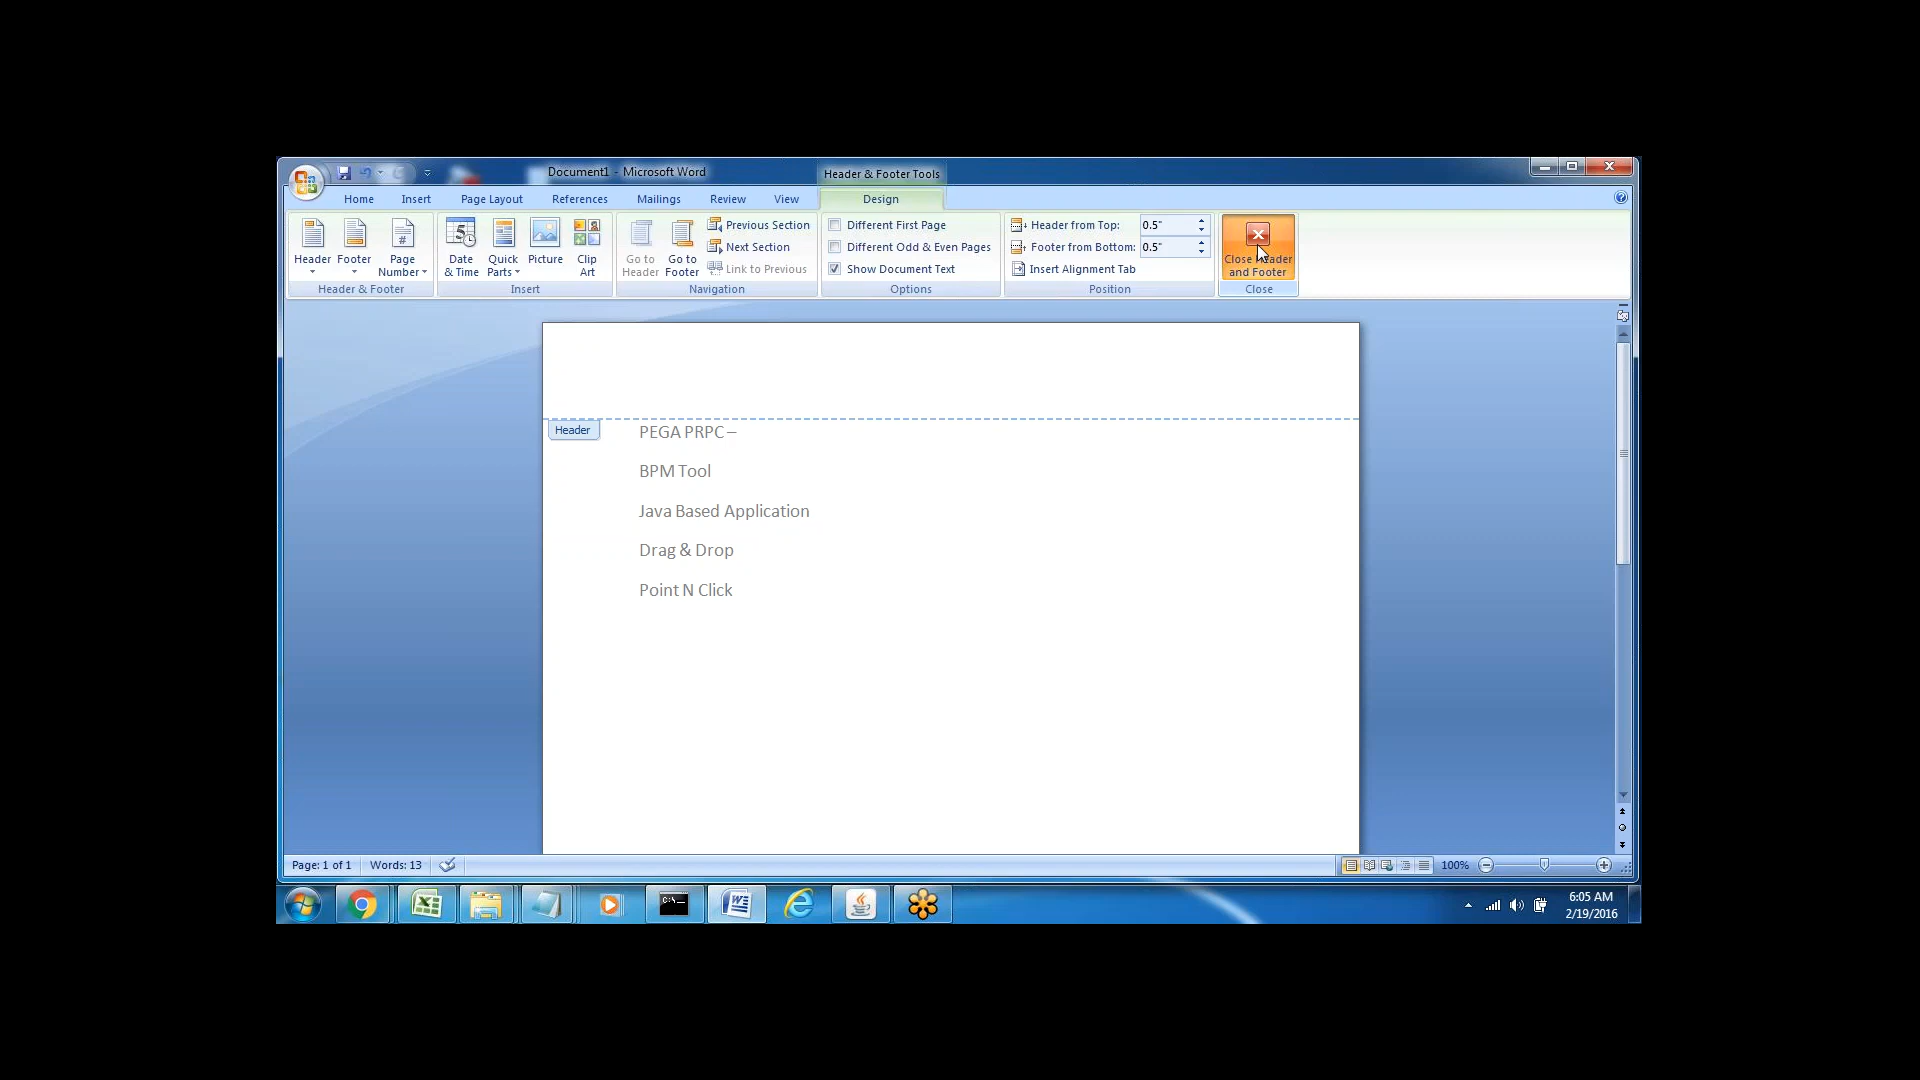 Document1 - Microsoft Word
Header & Footer Tools
Home Insert Page Layout References Mailings Review View Design
Header Footer Page Number
Header & Footer
Date & Time Quick Parts Picture Clip Art
Insert
Go to Header Go to Footer
Previous Section
Next Section
Link to Previous
Navigation
Different First Page
Different Odd & Even Pages
Show Document Text
Options
Header from Top: 0.5"
Footer from Bottom: 0.5"
Insert Alignment Tab
Position
Close Header
and Footer
Close
Header
PEGA PRPC –
BPM Tool
Java Based Application
Drag & Drop
Point N Click
Page: 1 of 1 Words: 13 100%
C:\
6:05 AM
2/19/2016